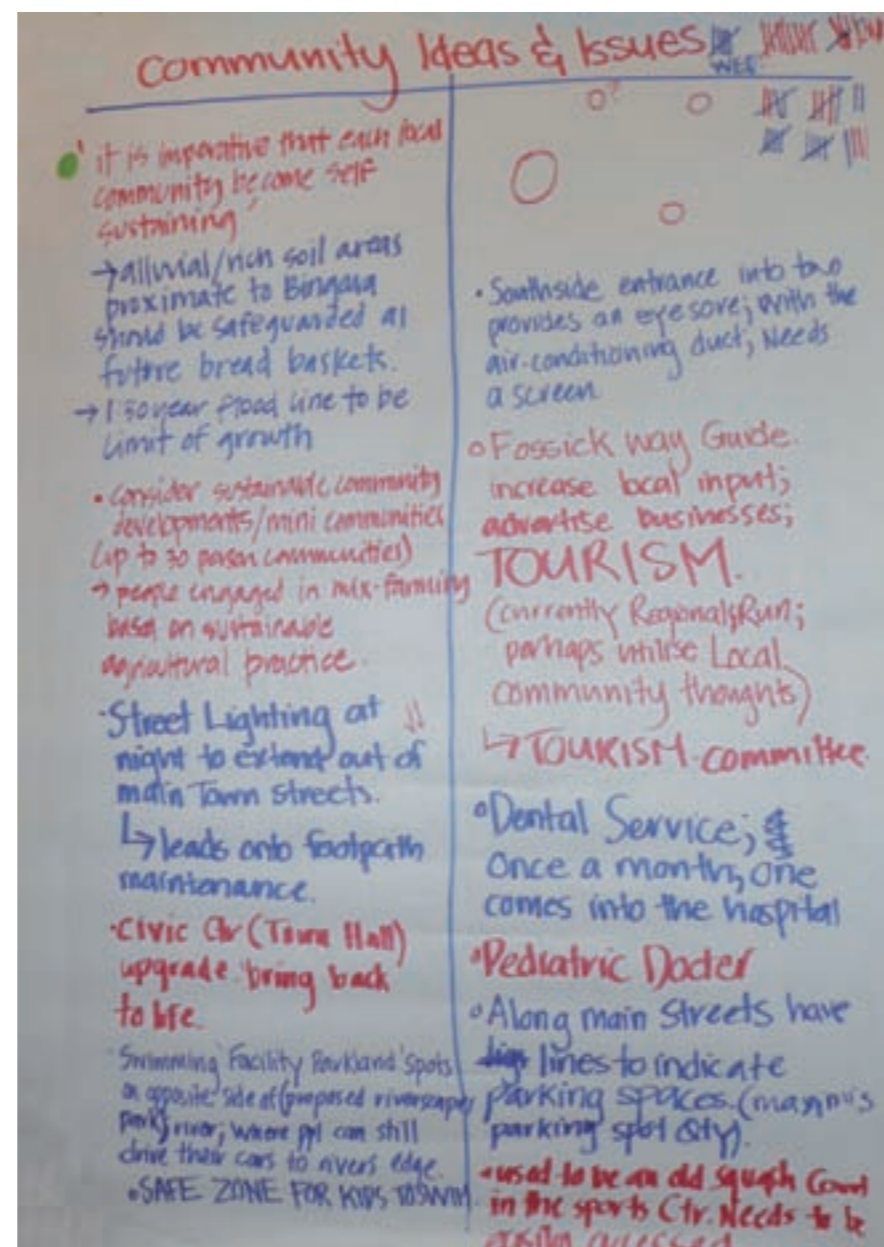 Community Ideas & Issues
WEE
it is imperative that each local
community become self
sustaining
→ alluvial/rich soil areas
proximate to Bingara
should be safeguarded as
future bread baskets.
→ 1 50 year flood line to be
limit of growth
• consider sustainable community
developments/mini communities
(up to 30 person communities)
→ people engaged in mix-farming
base on sustainable
agricultural practice.
• Street Lighting at
night to extend out of
main Town streets.
↳ leads onto footpath
maintenance.
• Civic Ctr (Town Hall)
upgrade bring back
to life.
• Swimming Facility Parkland Spots
on opposite side of (proposed riverscape
park) river; where ppl can still
drive their cars to rivers edge.
• SAFE ZONE FOR KIDS TO SWIM
• Southside entrance into
provides an eyesore; with the
air-conditioning duct; Needs
a screen
• Fossick Way Guide.
increase local input;
advertise businesses;
TOURISM.
(currently Run;
perhaps utilise Local
community thoughts)
↳ TOURISM committee
• Dental Service;
Once a month, one
comes into the hospital
• Pediatric Docter
• Along main streets have
lines to indicate
parking spaces.
parking spot Qty).
• used to be an old squash Court
in the sports Ctr. Needs to be